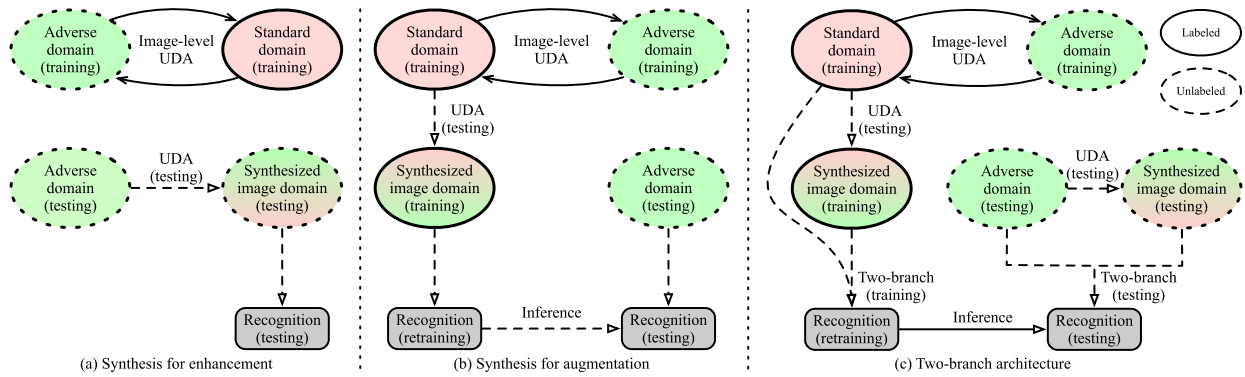 Adverse
domain
(training)
Image-level
UDA
Standard
domain
(training)
Adverse
domain
(testing)
UDA
(testing)
Synthesized
image domain
(testing)
Recognition
(testing)
(a) Synthesis for enhancement
Standard
domain
(training)
Image-level
UDA
Adverse
domain
(training)
UDA
(testing)
Synthesized
image domain
(training)
Adverse
domain
(testing)
Recognition
(retraining)
Inference
Recognition
(testing)
(b) Synthesis for augmentation
Standard
domain
(training)
Image-level
UDA
Adverse
domain
(training)
Labeled
Unlabeled
UDA
(testing)
Synthesized
image domain
(training)
Adverse
domain
(testing)
UDA
(testing)
Synthesized
image domain
(testing)
Two-branch
(training)
Two-branch
(testing)
Recognition
(retraining)
Inference
Recognition
(testing)
(c) Two-branch architecture